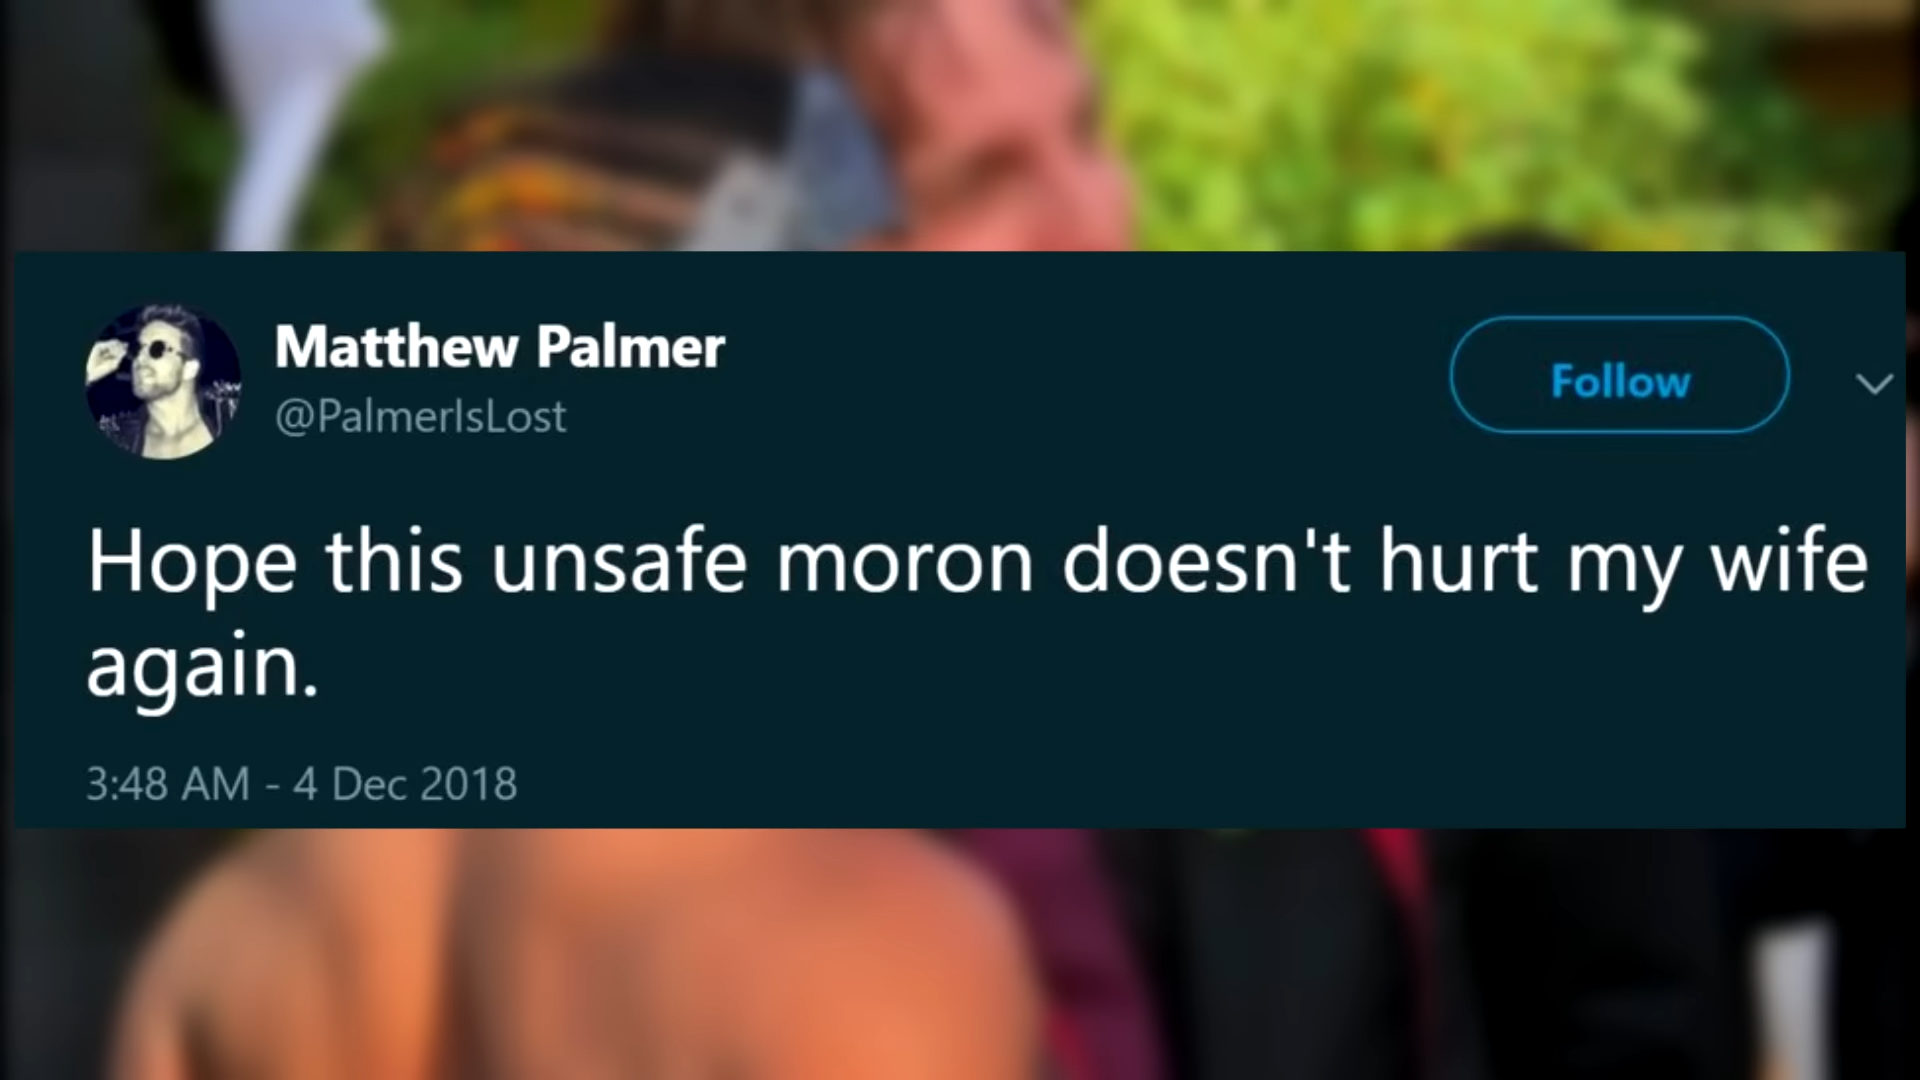 Matthew Palmer
@PalmerIsLost
Follow
Hope this unsafe moron doesn't hurt my wife
again.
3:48 AM - 4 Dec 2018